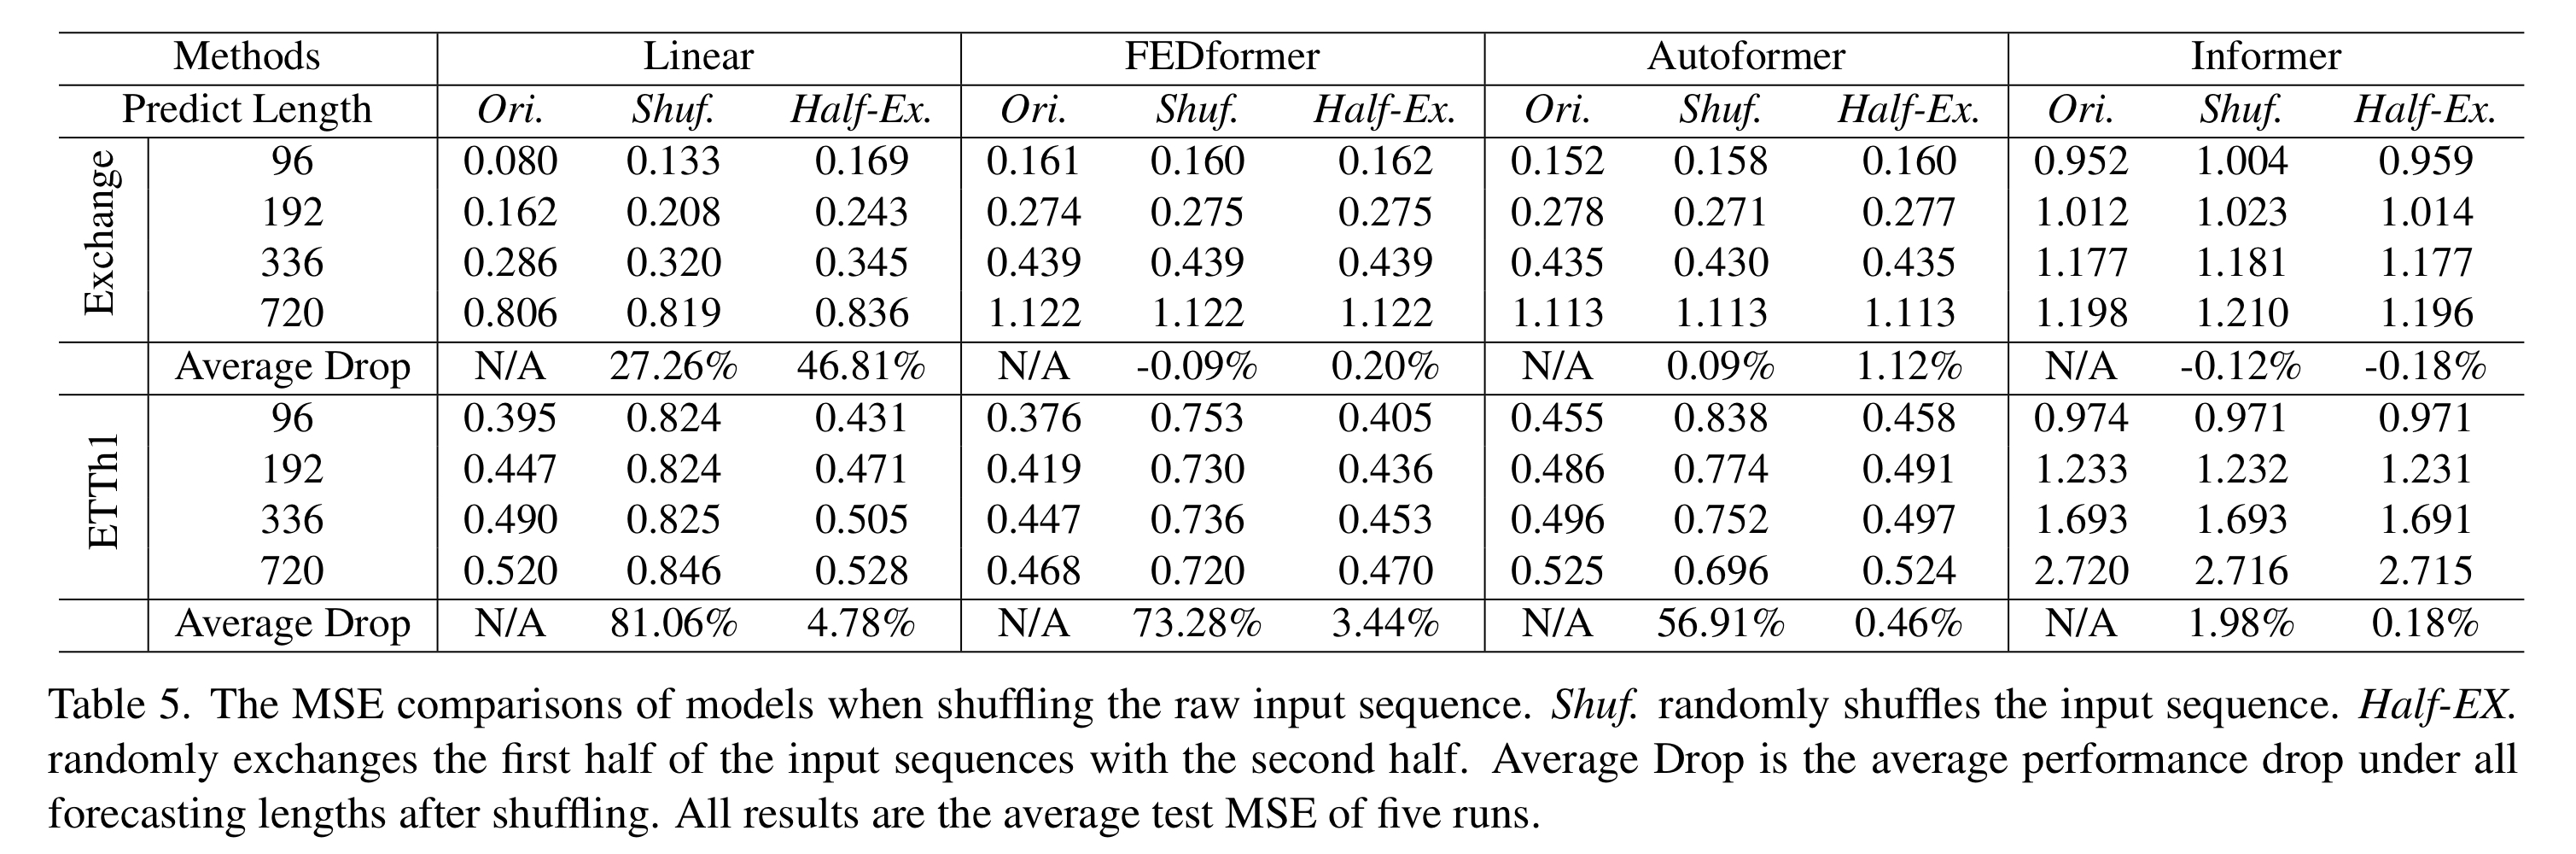 Methods Linear FEDformer Autoformer Informer
Predict Length Ori. Shuf. Half-Ex. Ori. Shuf. Half-Ex. Ori. Shuf. Half-Ex. Ori. Shuf. Half-Ex.
Exchange
96 0.080 0.133 0.169 0.161 0.160 0.162 0.152 0.158 0.160 0.952 1.004 0.959
192 0.162 0.208 0.243 0.274 0.275 0.275 0.278 0.271 0.277 1.012 1.023 1.014
336 0.286 0.320 0.345 0.439 0.439 0.439 0.435 0.430 0.435 1.177 1.181 1.177
720 0.806 0.819 0.836 1.122 1.122 1.122 1.113 1.113 1.113 1.198 1.210 1.196
Average Drop N/A 27.26% 46.81% N/A -0.09% 0.20% N/A 0.09% 1.12% N/A -0.12% -0.18%
ETTh1
96 0.395 0.824 0.431 0.376 0.753 0.405 0.455 0.838 0.458 0.974 0.971 0.971
192 0.447 0.824 0.471 0.419 0.730 0.436 0.486 0.774 0.491 1.233 1.232 1.231
336 0.490 0.825 0.505 0.447 0.736 0.453 0.496 0.752 0.497 1.693 1.693 1.691
720 0.520 0.846 0.528 0.468 0.720 0.470 0.525 0.696 0.524 2.720 2.716 2.715
Average Drop N/A 81.06% 4.78% N/A 73.28% 3.44% N/A 56.91% 0.46% N/A 1.98% 0.18%
Table 5. The MSE comparisons of models when shuffling the raw input sequence. Shuf. randomly shuffles the input sequence. Half-EX.
randomly exchanges the first half of the input sequences with the second half. Average Drop is the average performance drop under all
forecasting lengths after shuffling. All results are the average test MSE of five runs.